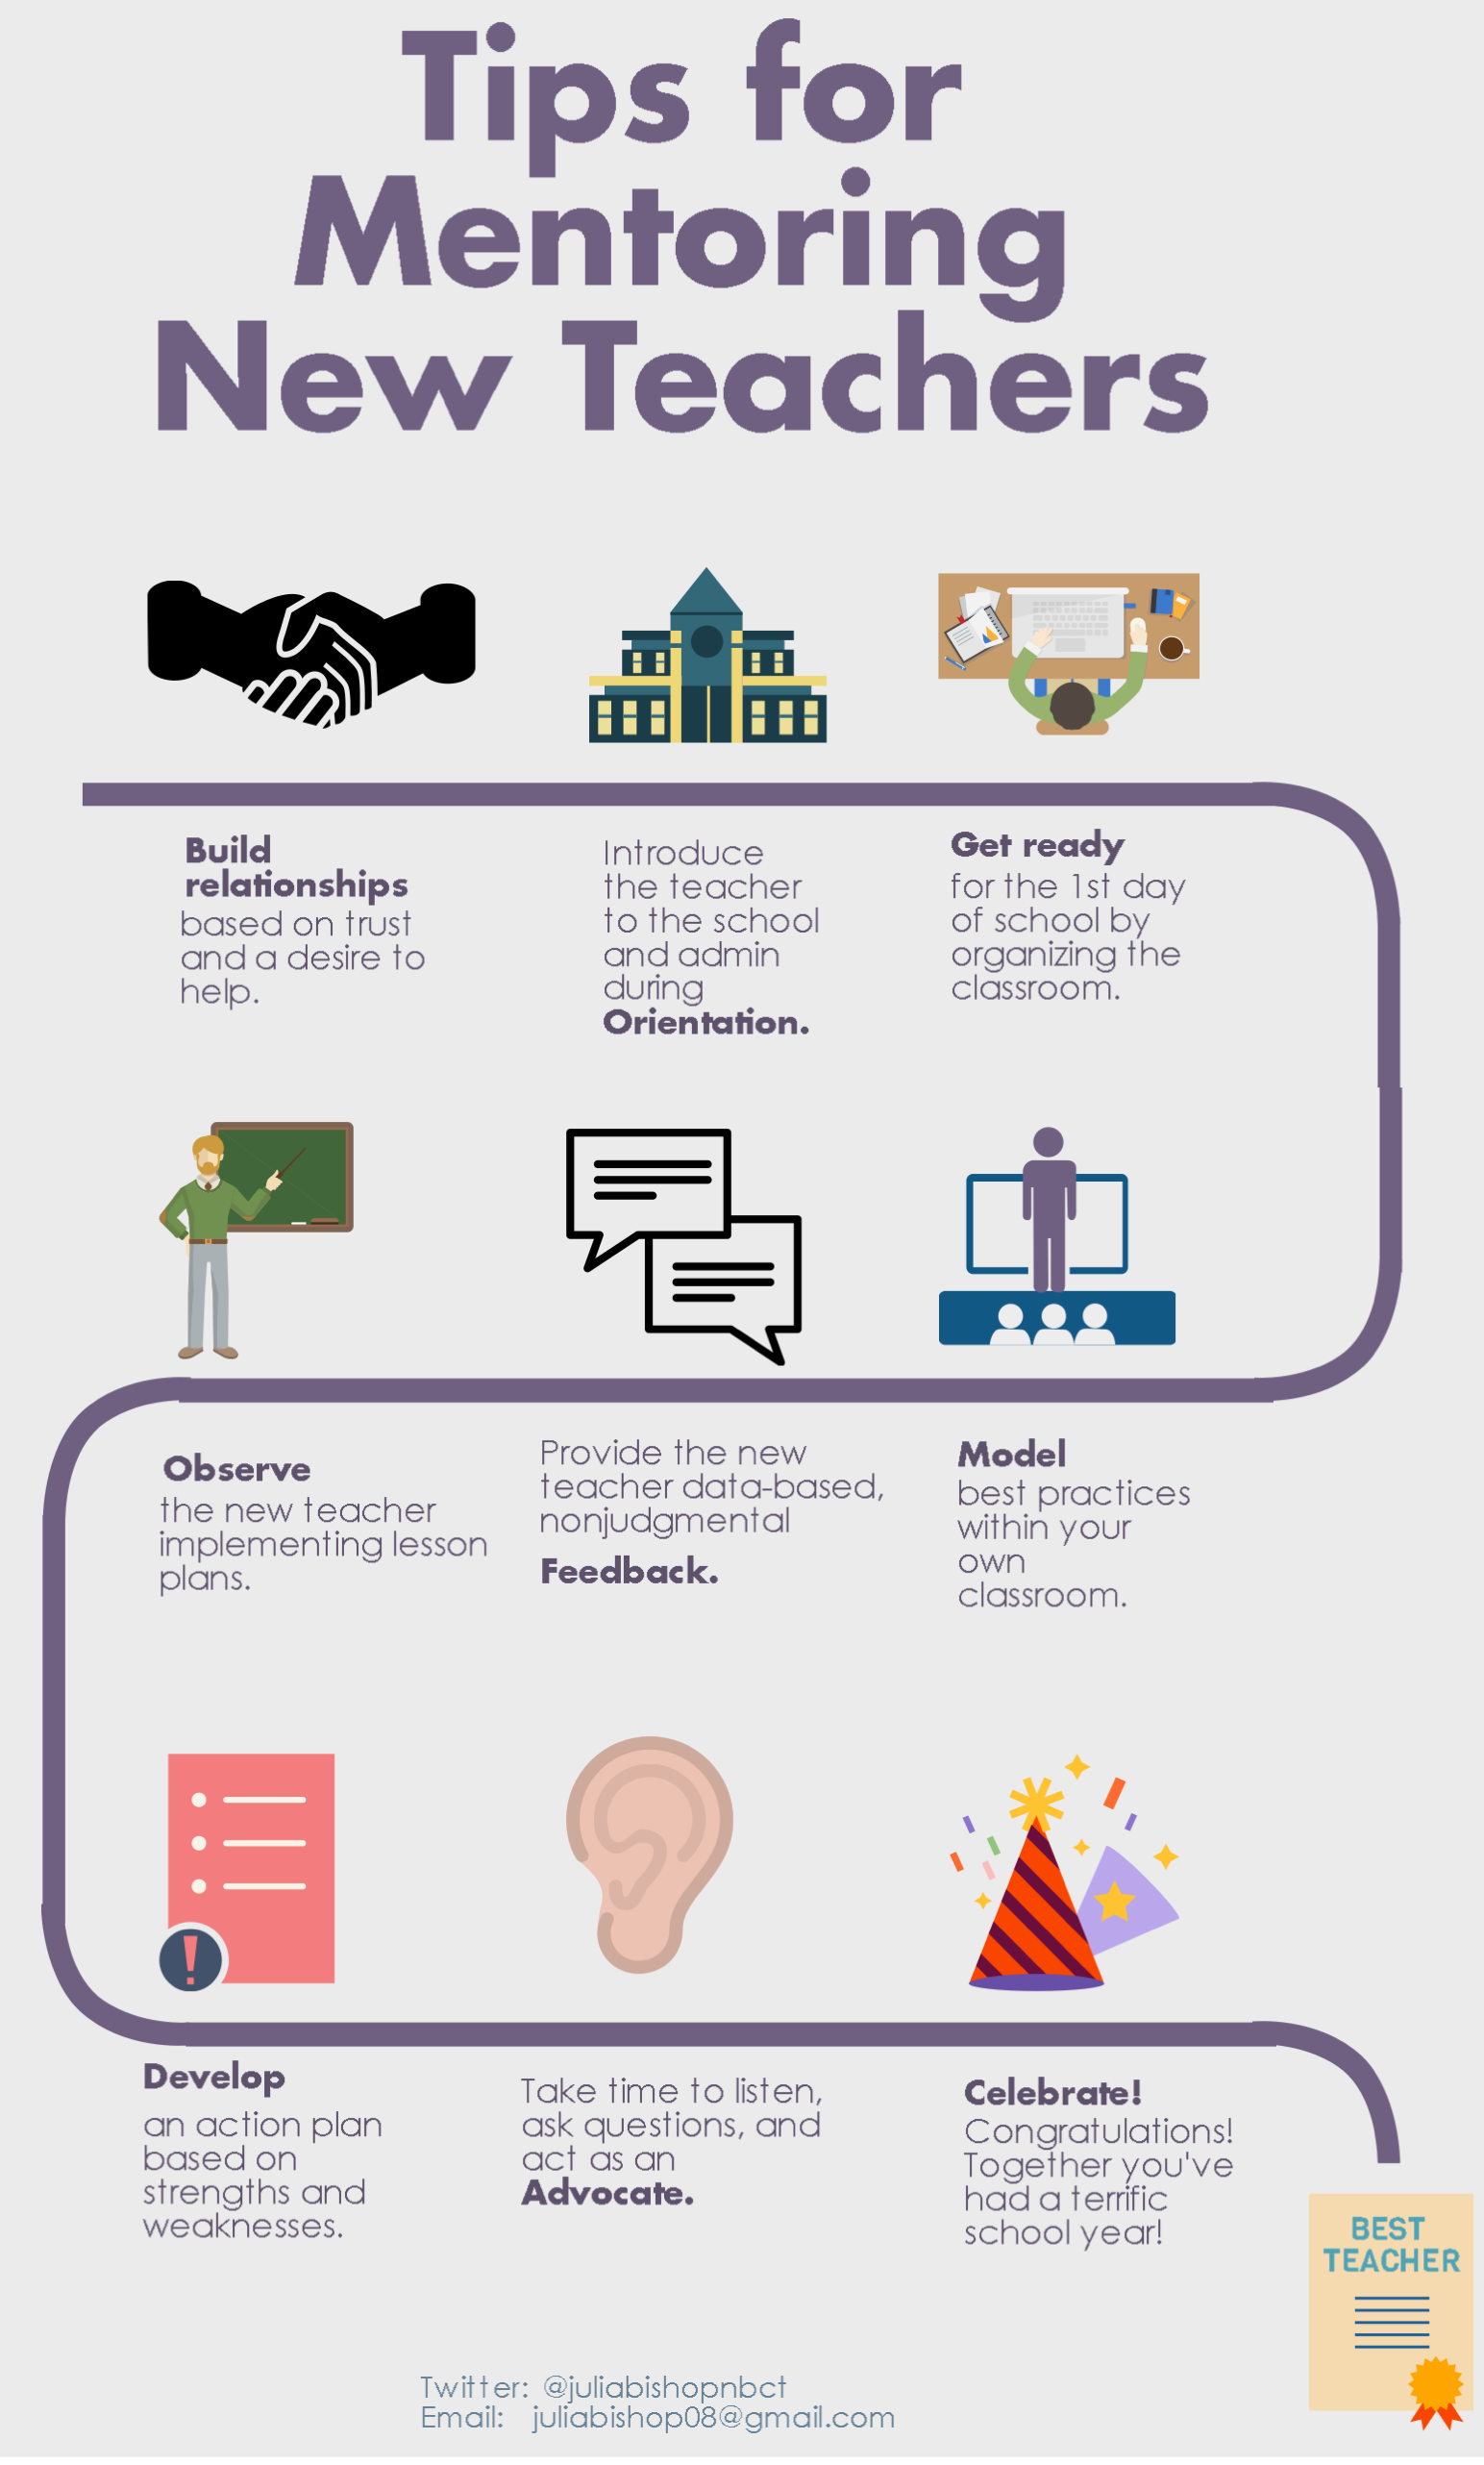 Tips for
Mentoring
New Teachers
Build
relationships
based on trust
and a desire to
help.
Introduce
the teacher
to the school
and admin
during
Orientation.
Get ready
for the 1st day
of school by
organizing the
classroom.
Observe
the new teacher
implementing lesson
plans.
Provide the new
teacher data-based,
nonjudgmental
Feedback.
Model
best practices
within your
own
classroom.
Develop
an action plan
based on
strengths and
weaknesses.
Take time to listen,
ask questions, and
act as an
Advocate.
Celebrate!
Congratulations!
Together you've
had a terrific
school year!
BEST
TEACHER
Twitter: @juliabishopnbct
Email: juliabishop08@gmail.com